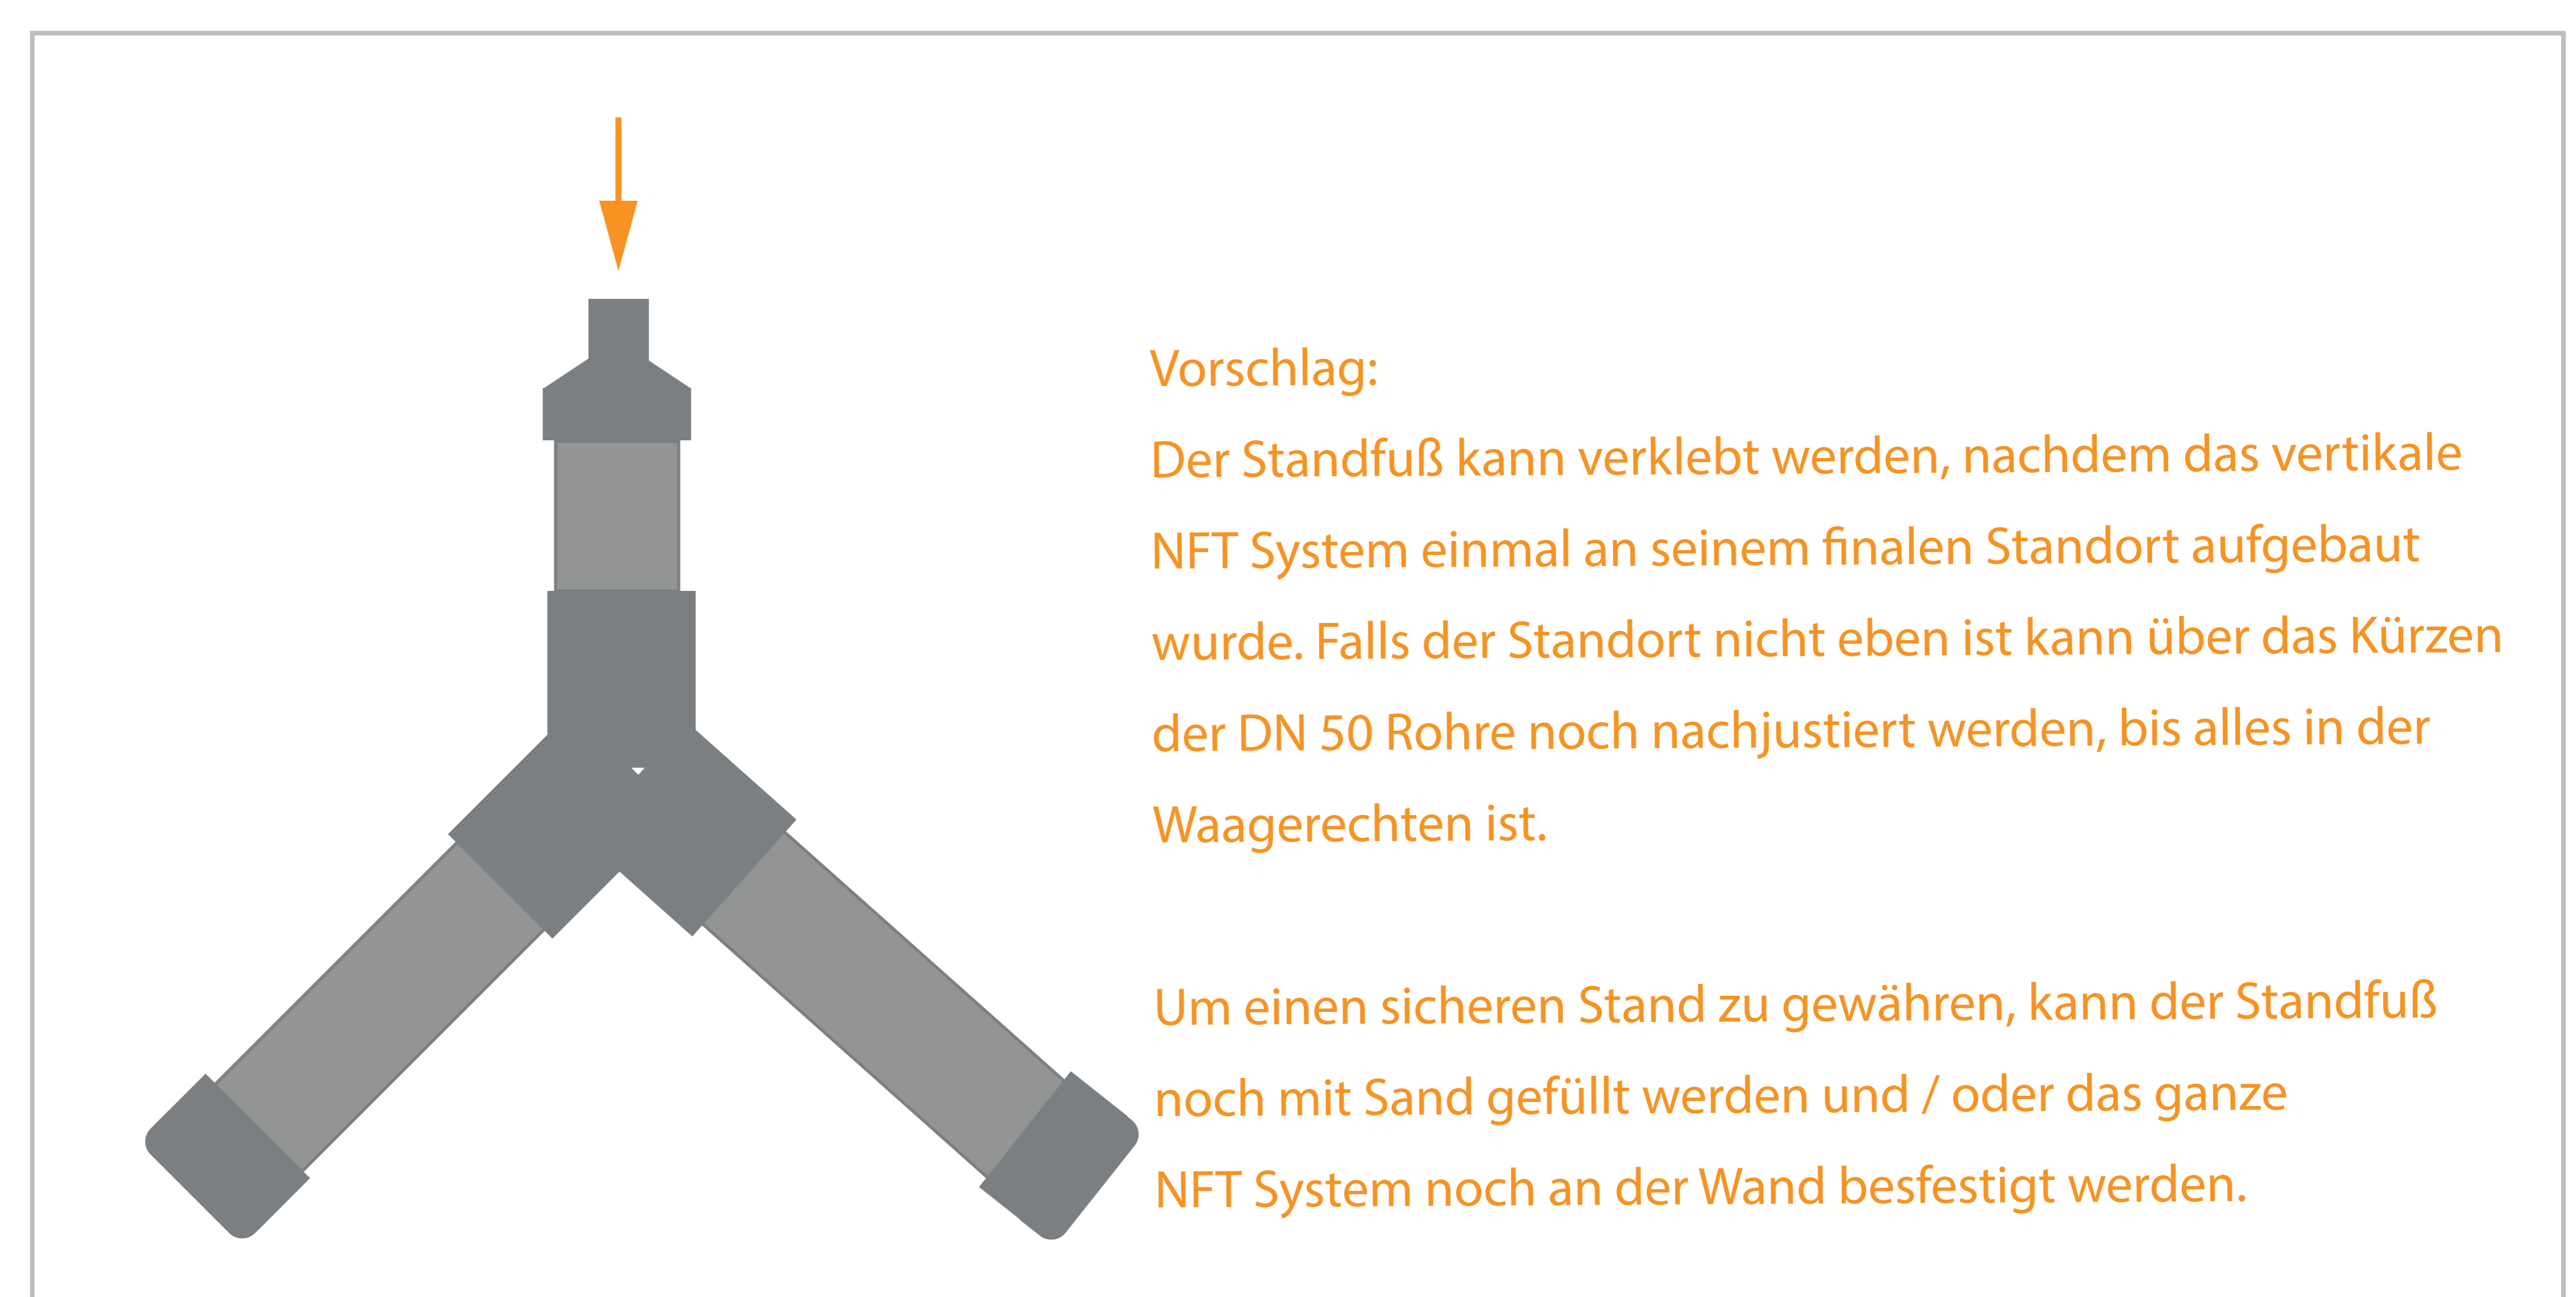 Vorschlag:
Der Standfuß kann verklebt werden, nachdem das vertikale
NFT System einmal an seinem finalen Standort aufgebaut
wurde. Falls der Standort nicht eben ist kann über das Kürzen
der DN 50 Rohre noch nachjustiert werden, bis alles in der
Waagerechten ist.
Um einen sicheren Stand zu gewähren, kann der Standfuß
noch mit Sand gefüllt werden und / oder das ganze
NFT System noch an der Wand besfestigt werden.